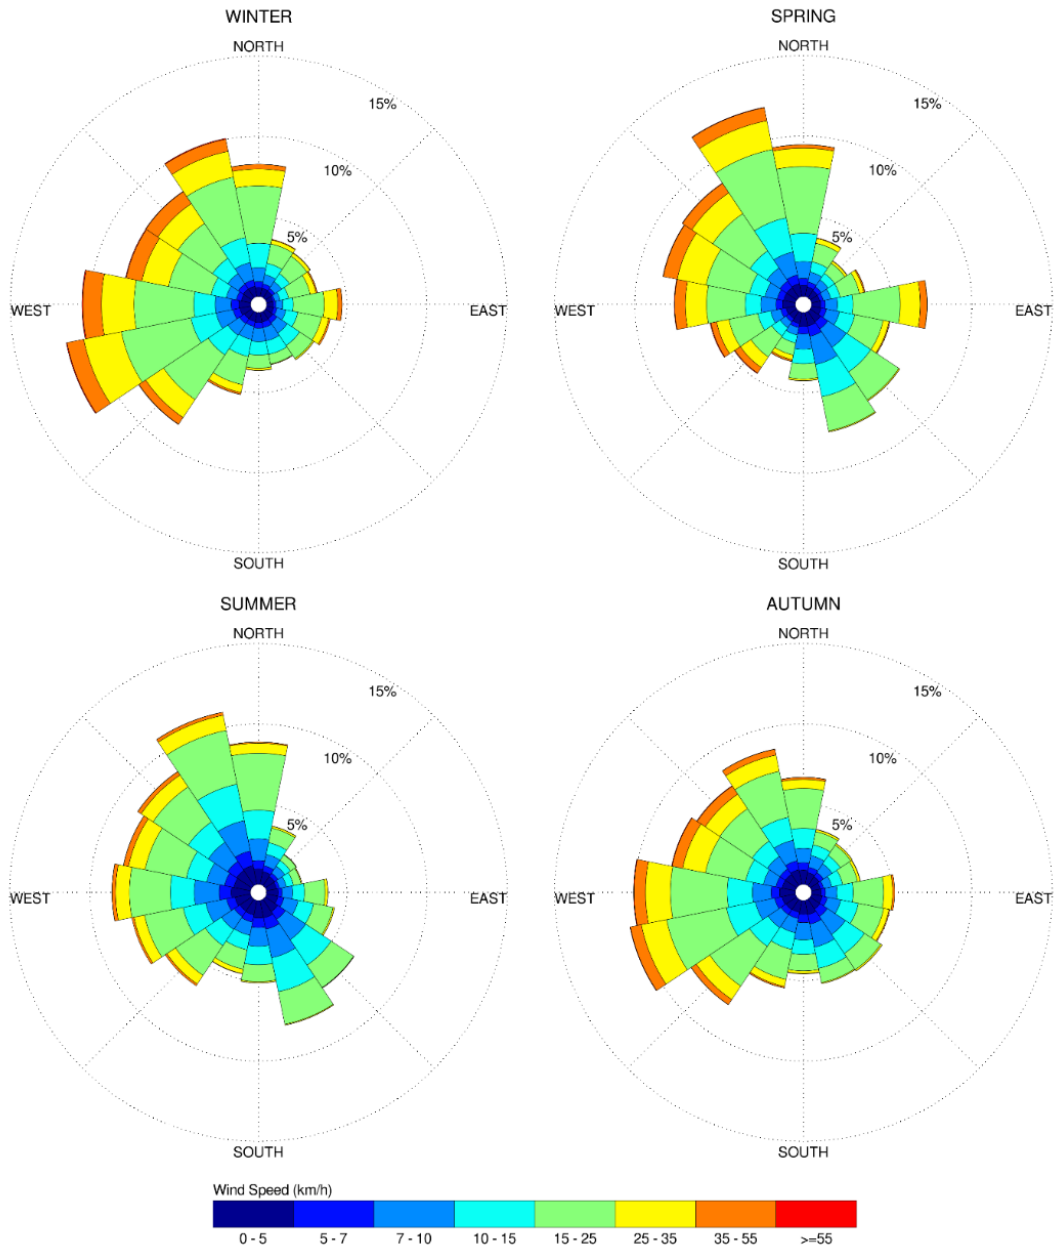 WINTER
NORTH
15%
10%
5%
WEST
EAST
SOUTH
SPRING
NORTH
15%
10%
5%
WEST
EAST
SOUTH
SUMMER
NORTH
15%
10%
5%
WEST
EAST
SOUTH
AUTUMN
NORTH
15%
10%
5%
WEST
EAST
SOUTH
Wind Speed (km/h)
0 - 5 5 - 7 7 - 10 10 - 15 15 - 25 25 - 35 35 - 55 >=55